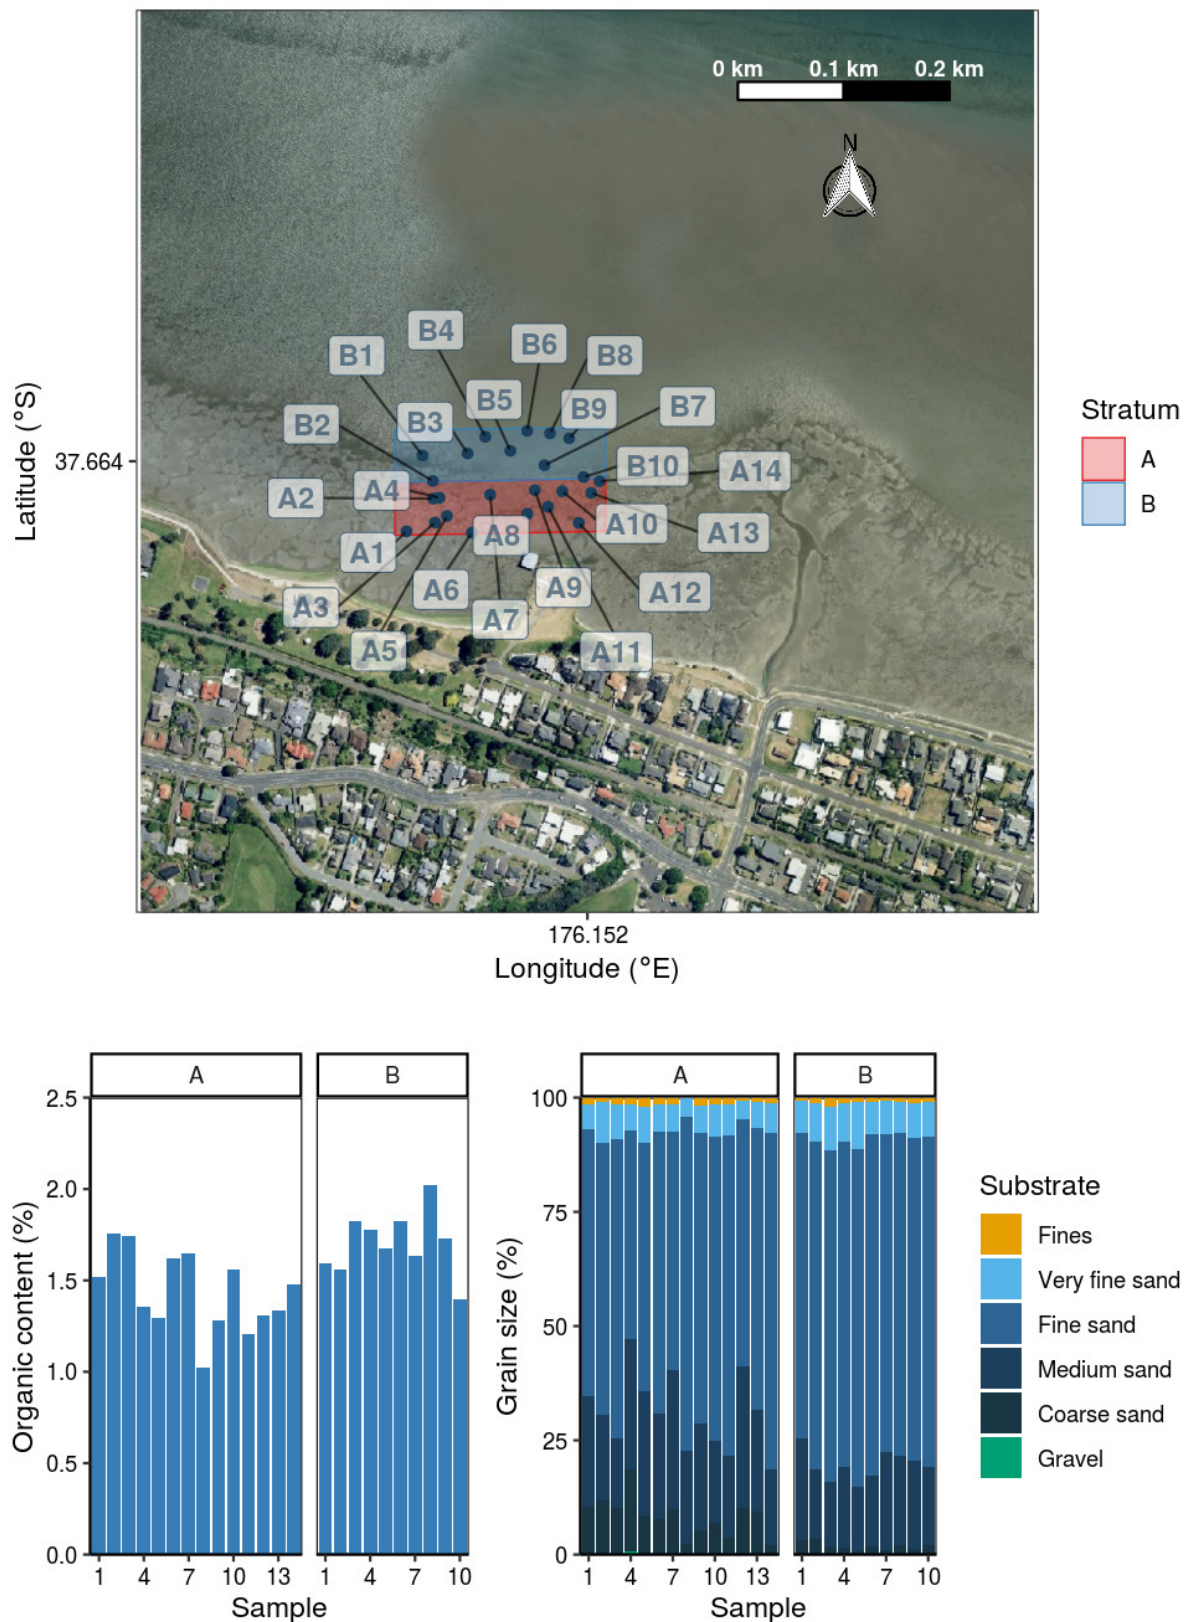 0 km 0.1 km 0.2 km
N
B4
B6
B1
B8
B5
B7
B3
B9
B2
B10
A14
A4
A2
A8
A10
A13
A1
A6
A9
A12
A3
A7
A5
A11
37.664
Latitude (°S)
176.152
Longitude (°E)
Stratum
A
B
A B
2.5
2.0
1.5
1.0
0.5
0.0
Organic content (%)
1 4 7 10 13 1 4 7 10
Sample
A B
100
75
50
25
0
Grain size (%)
1 4 7 10 13 1 4 7 10
Sample
Substrate
Fines
Very fine sand
Fine sand
Medium sand
Coarse sand
Gravel